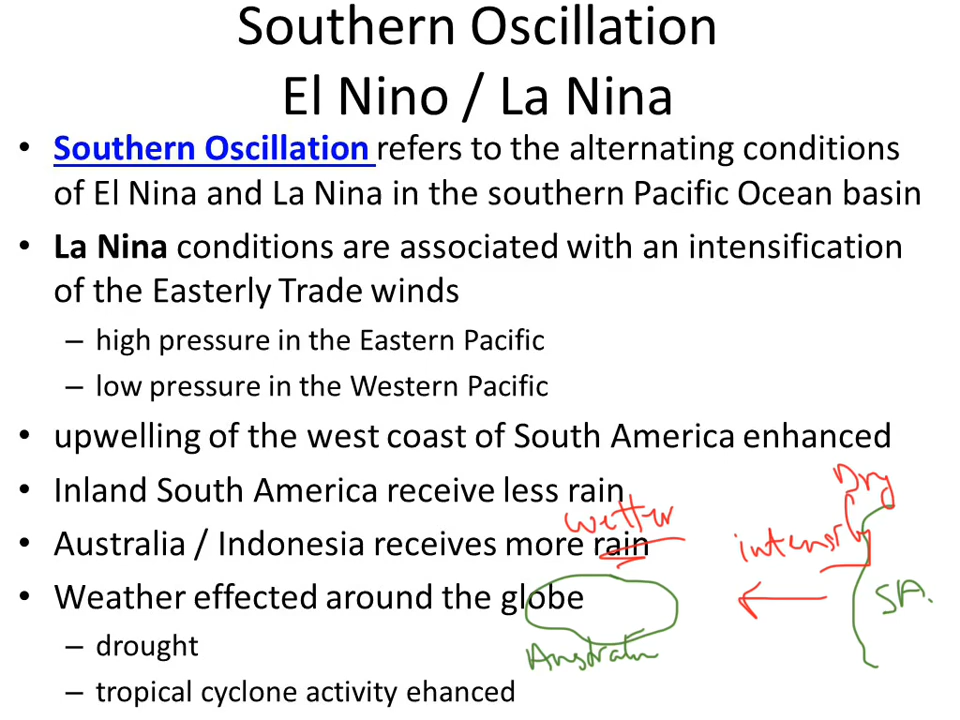 Southern Oscillation
El Nino / La Nina
• Southern Oscillation refers to the alternating conditions
of El Nina and La Nina in the southern Pacific Ocean basin
• La Nina conditions are associated with an intensification
of the Easterly Trade winds
– high pressure in the Eastern Pacific
– low pressure in the Western Pacific
• upwelling of the west coast of South America enhanced
• Inland South America receive less rain
Dry
wetter
• Australia / Indonesia receives more rain
• Weather effected around the globe
S.A.
– drought
– tropical cyclone activity ehanced